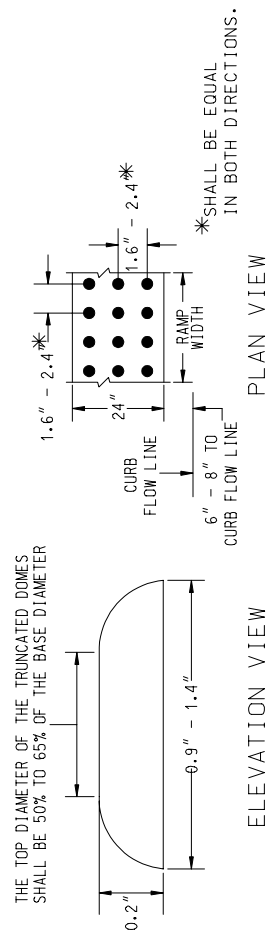 THE TOP DIAMETER OF THE TRUNCATED DOMES
SHALL BE 50% TO 65% OF THE BASE DIAMETER
0.2"
0.9" - 1.4"
ELEVATION VIEW
1.6" - 2.4"*
24"
1.6" - 2.4"*
RAMP
WIDTH
CURB
FLOW LINE
6" - 8" TO
CURB FLOW LINE
*SHALL BE EQUAL
IN BOTH DIRECTIONS.
PLAN VIEW